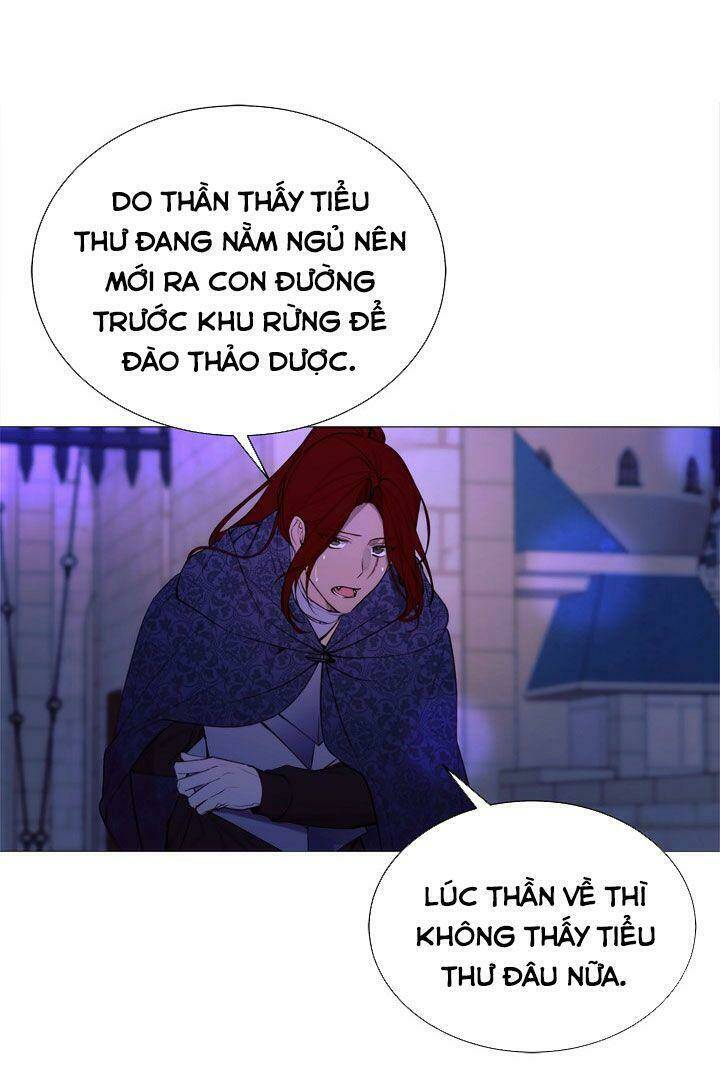 DO THẦN THẤY TIỂU
THƯ ĐANG NẰM NGỦ NÊN
MỚI RA CON ĐƯỜNG
TRƯỚC KHU RỪNG ĐỂ
ĐÀO THẢO DƯỢC.
LÚC THẦN VỀ THÌ
KHÔNG THẤY TIỂU
THƯ ĐÂU NỮA.